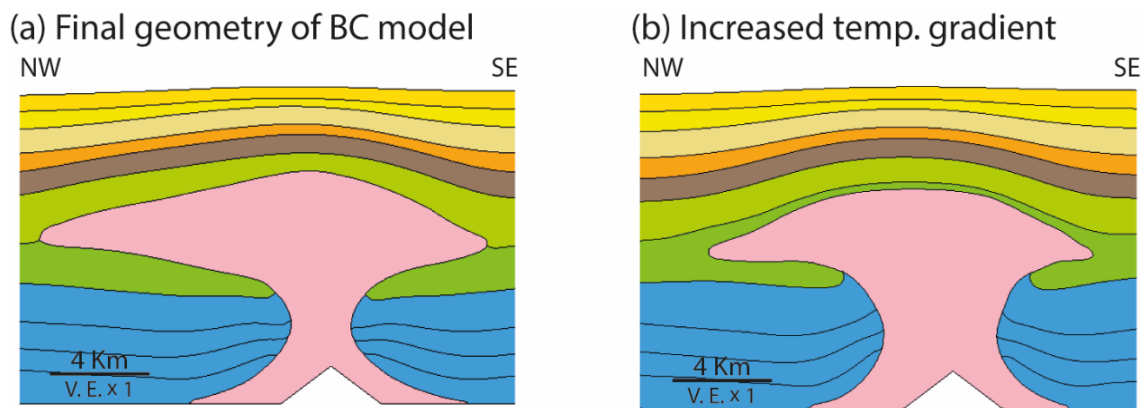 (a) Final geometry of BC model
NW
SE
4 Km
V. E. x 1
(b) Increased temp. gradient
NW
SE
4 Km
V. E. x 1